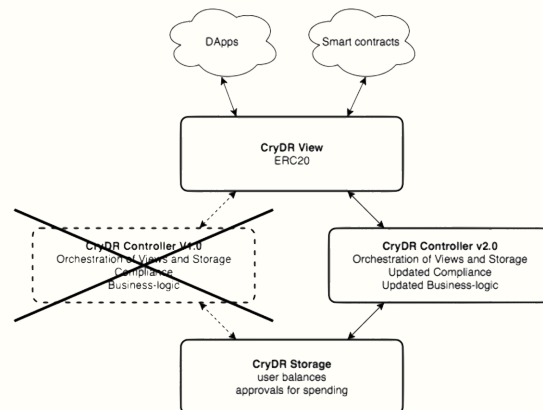 DApps
Smart contracts
CryDR View
ERC20
CryDR Controller V1.0
Orchestration of Views and Storage
Compliance
Business-logic
CryDR Controller v2.0
Orchestration of Views and Storage
Updated Compliance
Updated Business-logic
CryDR Storage
user balances
approvals for spending